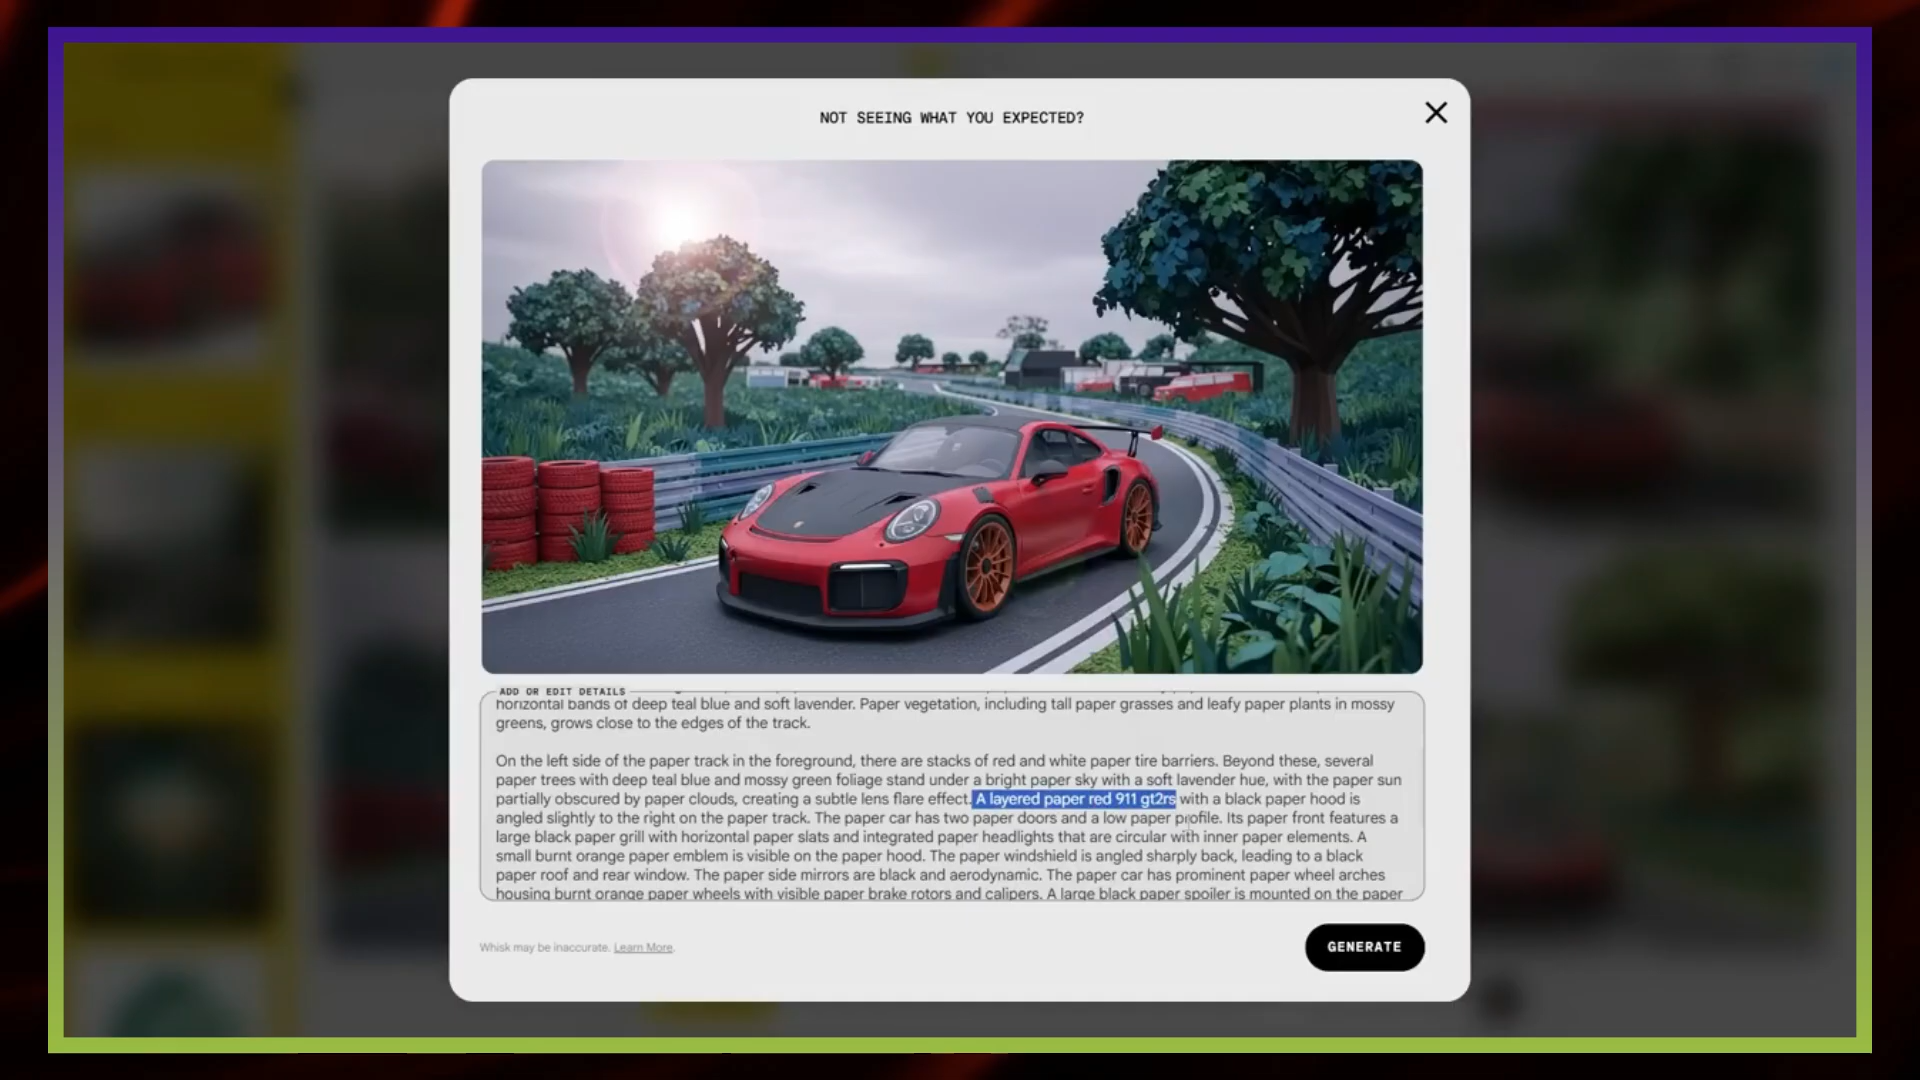 NOT SEEING WHAT YOU EXPECTED?
ADD OR EDIT DETAILS
horizontal bands of deep teal blue and soft lavender. Paper vegetation, including tall paper grasses and leafy paper plants in mossy
greens, grows close to the edges of the track.
On the left side of the paper track in the foreground, there are stacks of red and white paper tire barriers. Beyond these, several
paper trees with deep teal blue and mossy green foliage stand under a bright paper sky with a soft lavender hue, with the paper sun
partially obscured by paper clouds, creating a subtle lens flare effect. A layered paper red 911 gt2rs with a black paper hood is
angled slightly to the right on the paper track. The paper car has two paper doors and a low paper profile. Its paper front features a
large black paper grill with horizontal paper slats and integrated paper headlights that are circular with inner paper elements. A
small burnt orange paper emblem is visible on the paper hood. The paper windshield is angled sharply back, leading to a black
paper roof and rear window. The paper side mirrors are black and aerodynamic. The paper car has prominent paper wheel arches
housing burnt orange paper wheels with visible paper brake rotors and calipers. A large black paper spoiler is mounted on the paper
Whisk may be inaccurate. Learn More.
GENERATE